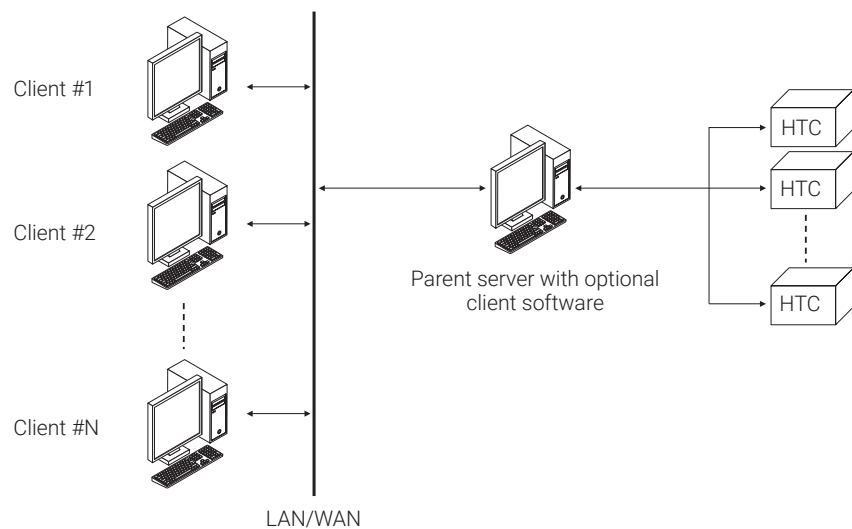 Client #1
HTC
HTC
Client #2
Parent server with optional
client software
HTC
Client #N
LAN/WAN